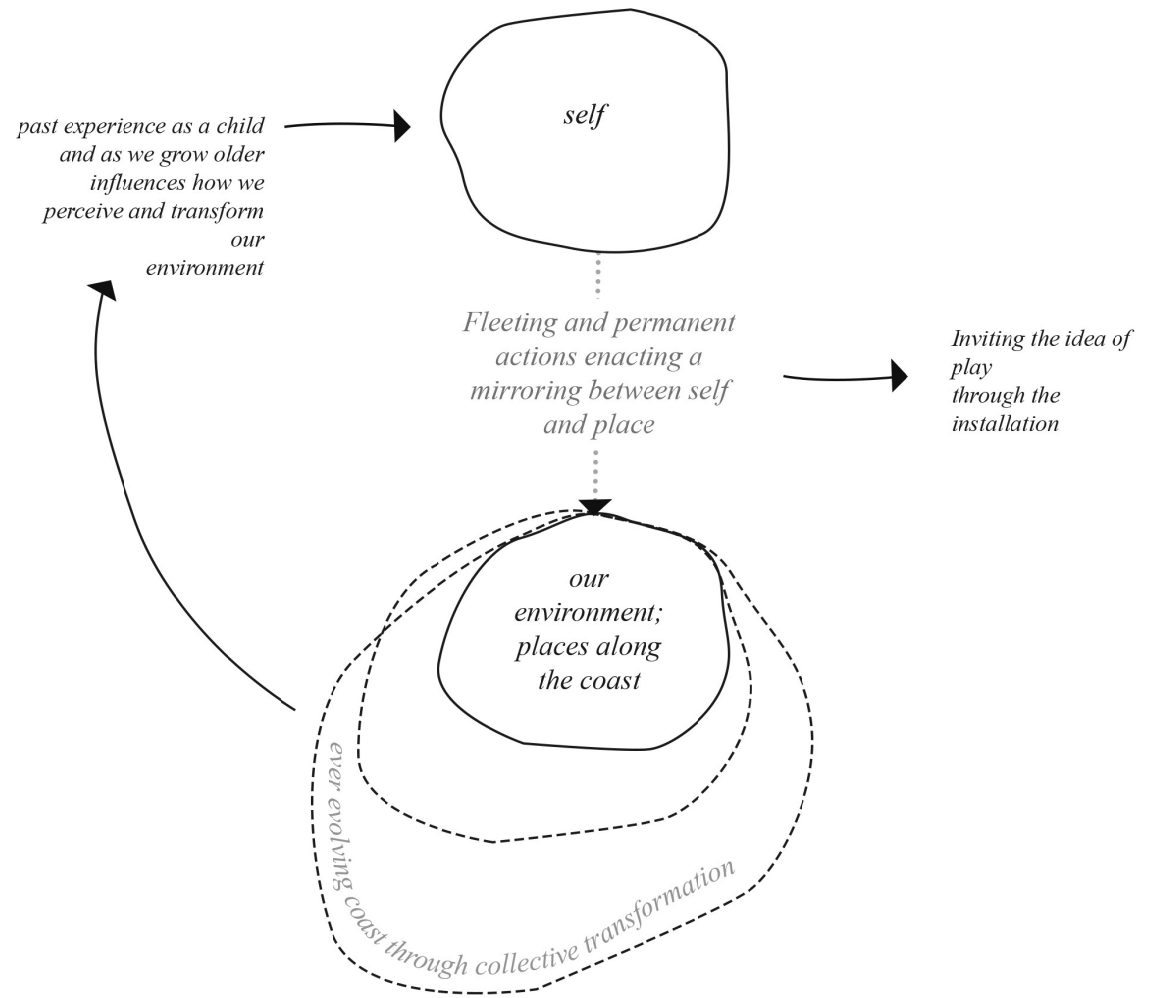 self
past experience as a child
and as we grow older
influences how we
perceive and transform
our
environment
Fleeting and permanent
actions enacting a
mirroring between self
and place
Inviting the idea of
play
through the
installation
our
environment;
places along
the coast
ever evolving coast through collective transformation